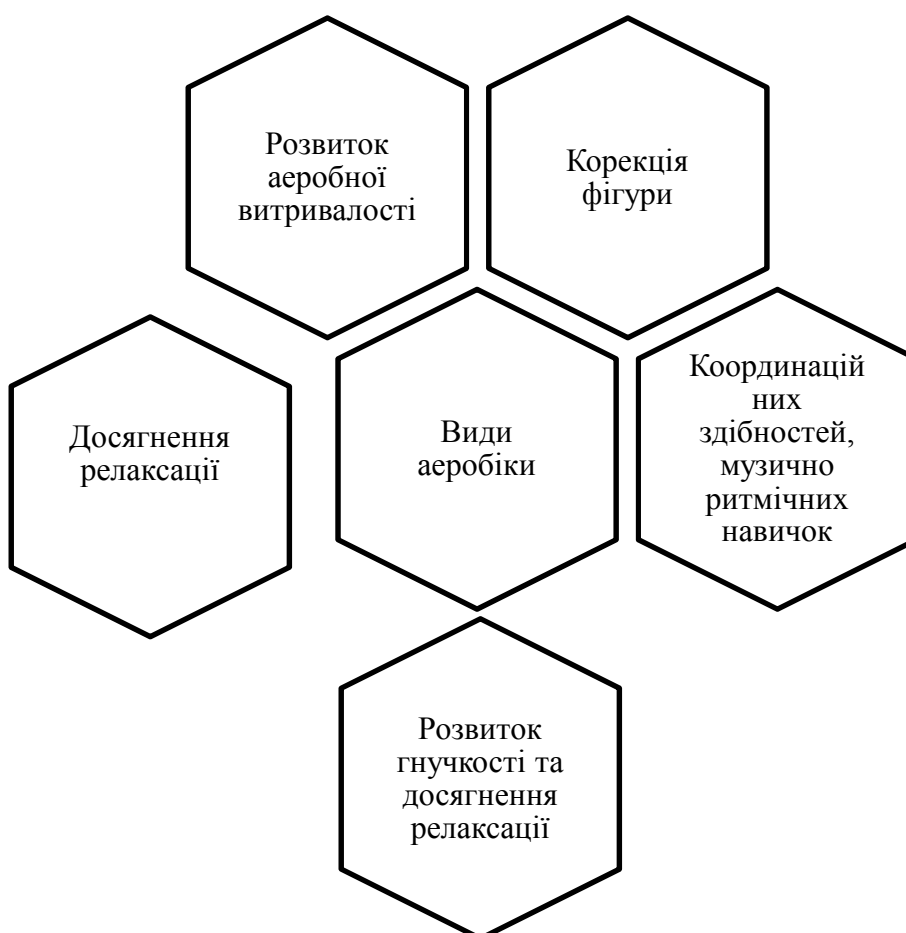 Розвиток
аеробної
витривалості
Корекція
фігури
Досягнення
релаксації
Види
аеробіки
Координацій
них
здібностей,
музично
ритмічних
навичок
Розвиток
гнучкості та
досягнення
релаксації